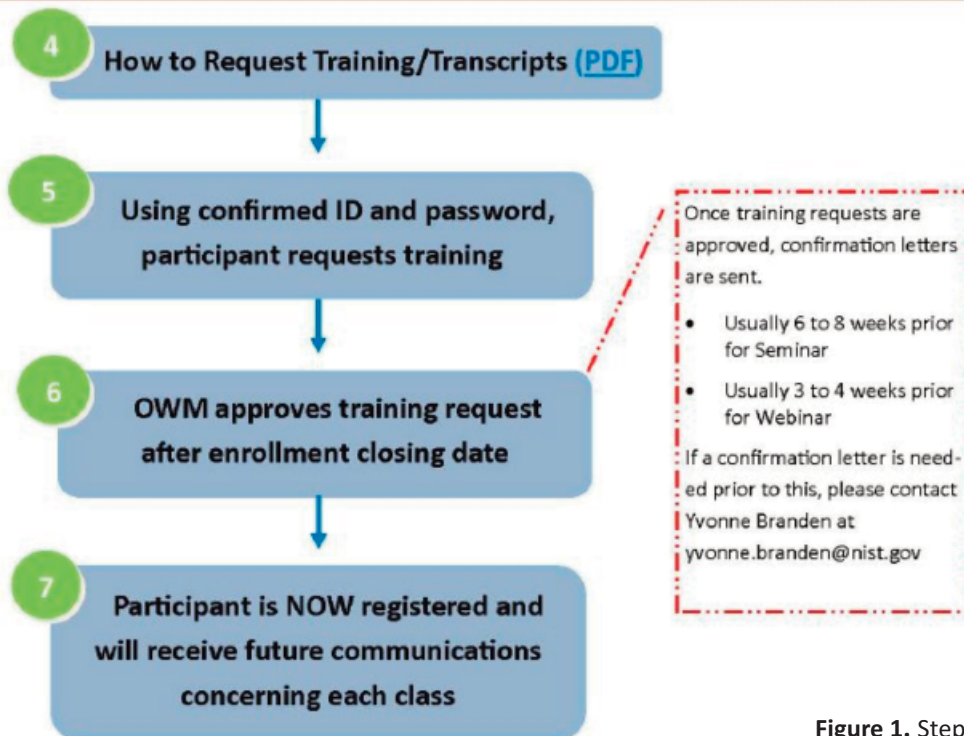 4
How to Request Training/Transcripts (PDF)
5
Using confirmed ID and password,
participant requests training
6
OWM approves training request
after enrollment closing date
7
Participant is NOW registered and
will receive future communications
concerning each class
Once training requests are
approved, confirmation letters
are sent.
• Usually 6 to 8 weeks prior
for Seminar
• Usually 3 to 4 weeks prior
for Webinar
If a confirmation letter is need-
ed prior to this, please contact
Yvonne Branden at
yvonne.branden@nist.gov
Figure 1. Step